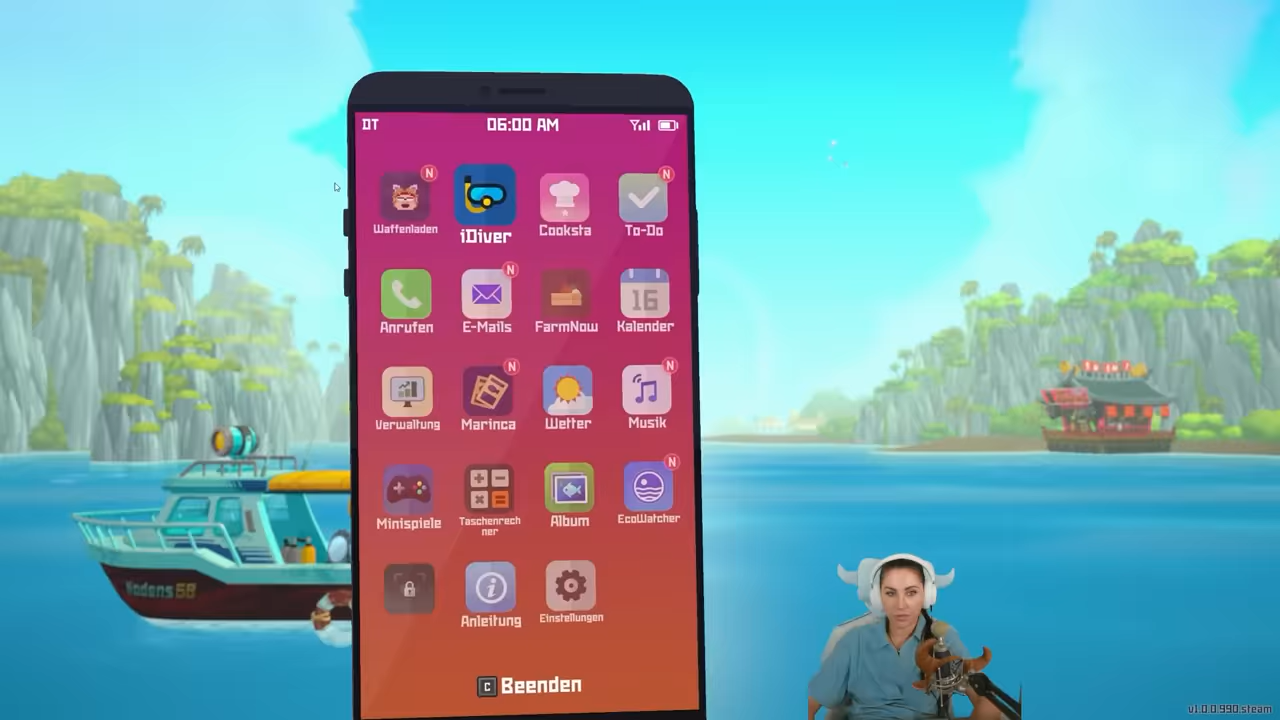 DT
06:00 AM
N
N
Waffenladen
iDiver
Cooksta
To-Do
N
16
Anrufen
E-Mails
FarmNow
Kalender
N
N
Verwaltung
Marinca
Wetter
Musik
N
Minispiele
Taschenrech
ner
Album
EcoWatcher
Anleitung
Einstellungen
C Beenden
v1.0.0.990.steam